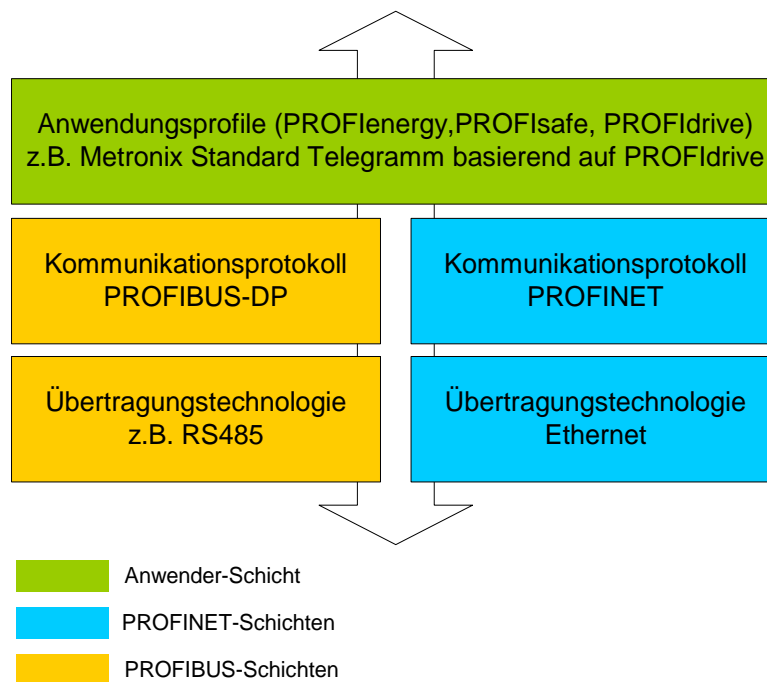 Anwendungsprofile (PROFIenergy,PROFIsafe, PROFIdrive)
z.B. Metronix Standard Telegramm basierend auf PROFIdrive
Kommunikationsprotokoll
PROFIBUS-DP
Kommunikationsprotokoll
PROFINET
Übertragungstechnologie
z.B. RS485
Übertragungstechnologie
Ethernet
Anwender-Schicht
PROFINET-Schichten
PROFIBUS-Schichten